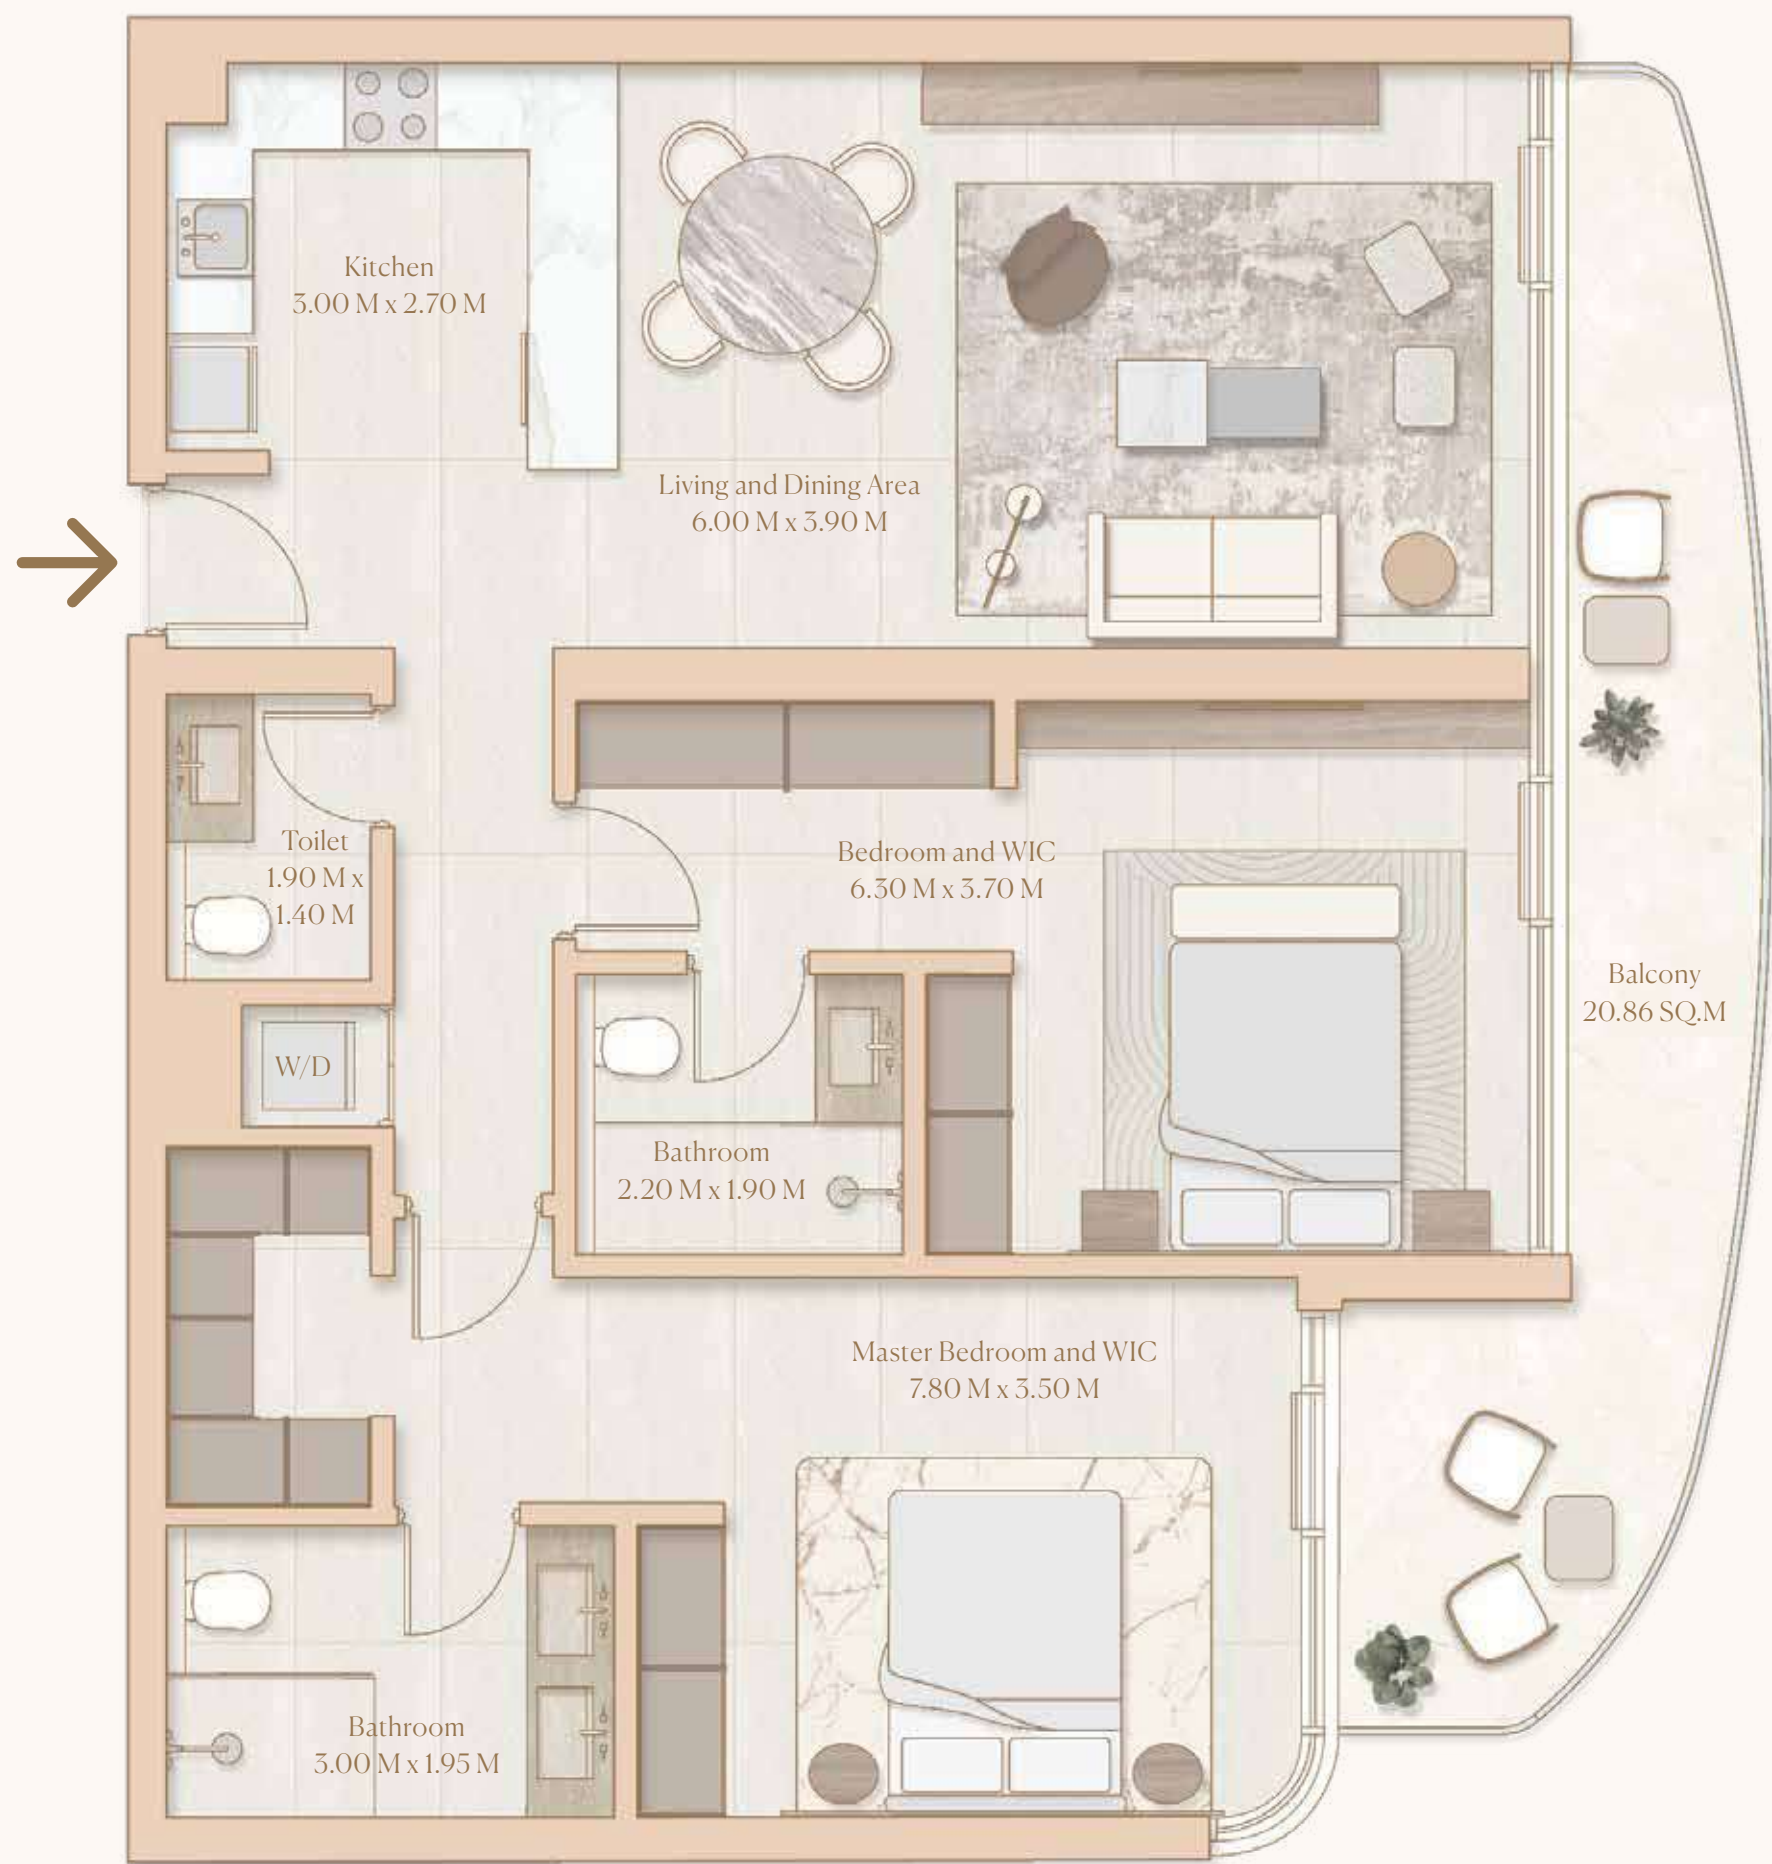 Kitchen
3.00 M x 2.70 M
Living and Dining Area
6.00 M x 3.90 M
Toilet
1.90 M x
1.40 M
Bedroom and WIC
6.30 M x 3.70 M
Balcony
20.86 SQ.M
W/D
Bathroom
2.20 M x 1.90 M
Master Bedroom and WIC
7.80 M x 3.50 M
Bathroom
3.00 M x 1.95 M